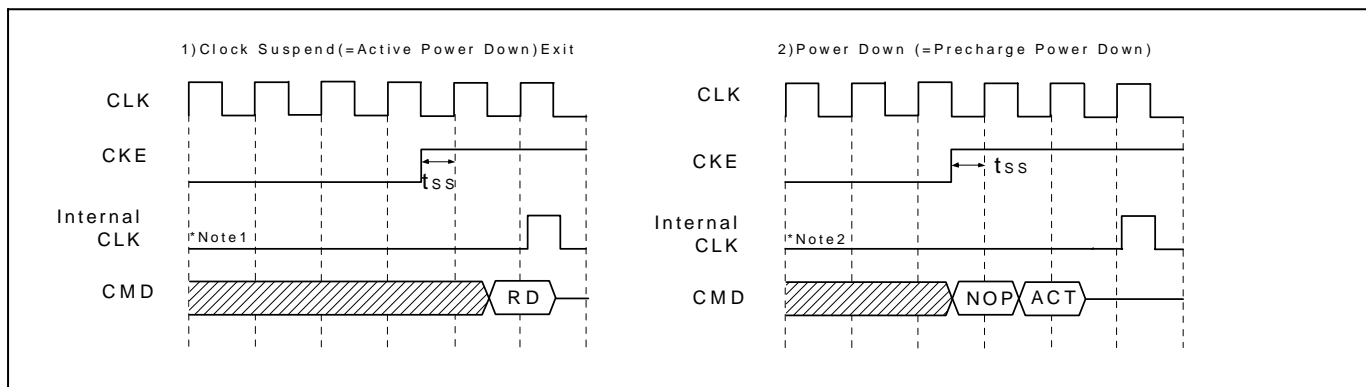 1)Clock Suspend(=Active Power Down)Exit
CLK
CKE
tss
Internal
CLK
*Note1
CMD
RD
2)Power Down (=Precharge Power Down)
CLK
CKE
tss
Internal
CLK
*Note2
CMD
NOP
ACT